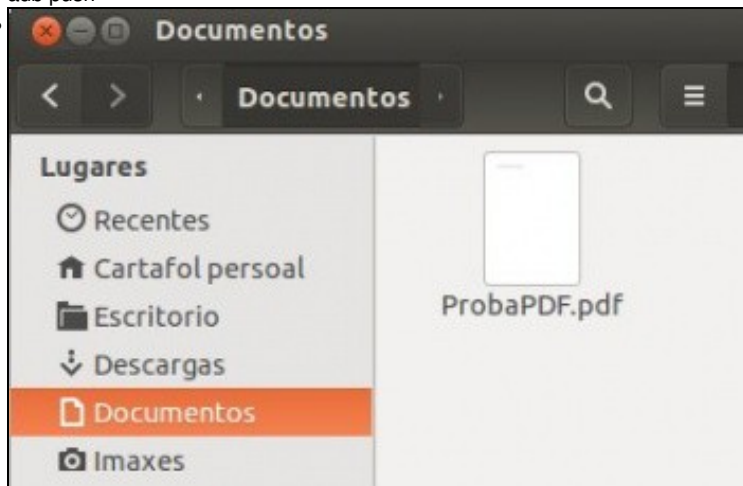 Documentos
Documentos
Lugares
Recentes
Cartafol persoal
Escritorio
Descargas
Documentos
Imaxes
ProbaPDF.pdf